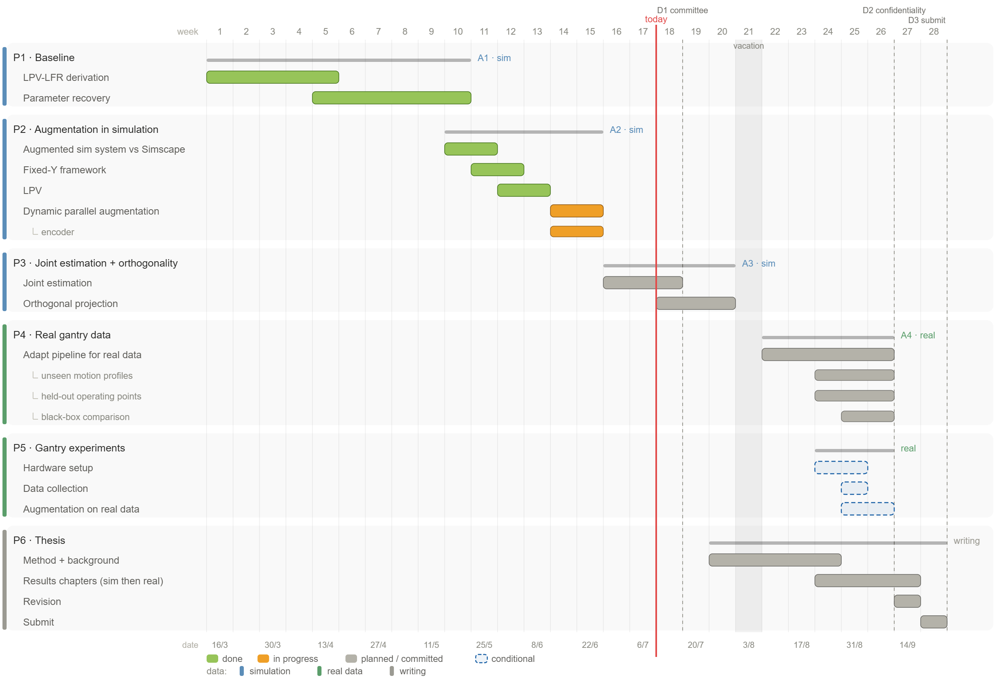 D1 committee D2 confidentiality
today D3 submit
week 1 2 3 4 5 6 7 8 9 10 11 12 13 14 15 16 17 18 19 20 21 22 23 24 25 26 27 28
vacation
P1 · Baseline A1 · sim
LPV-LFR derivation
Parameter recovery
P2 · Augmentation in simulation A2 · sim
Augmented sim system vs Simscape
Fixed-Y framework
LPV
Dynamic parallel augmentation
encoder
P3 · Joint estimation + orthogonality A3 · sim
Joint estimation
Orthogonal projection
P4 · Real gantry data A4 · real
Adapt pipeline for real data
unseen motion profiles
held-out operating points
black-box comparison
P5 · Gantry experiments real
Hardware setup
Data collection
Augmentation on real data
P6 · Thesis writing
Method + background
Results chapters (sim then real)
Revision
Submit
date 16/3 30/3 13/4 27/4 11/5 25/5 8/6 22/6 6/7 20/7 3/8 17/8 31/8 14/9
done in progress planned / committed conditional
data: simulation real data writing